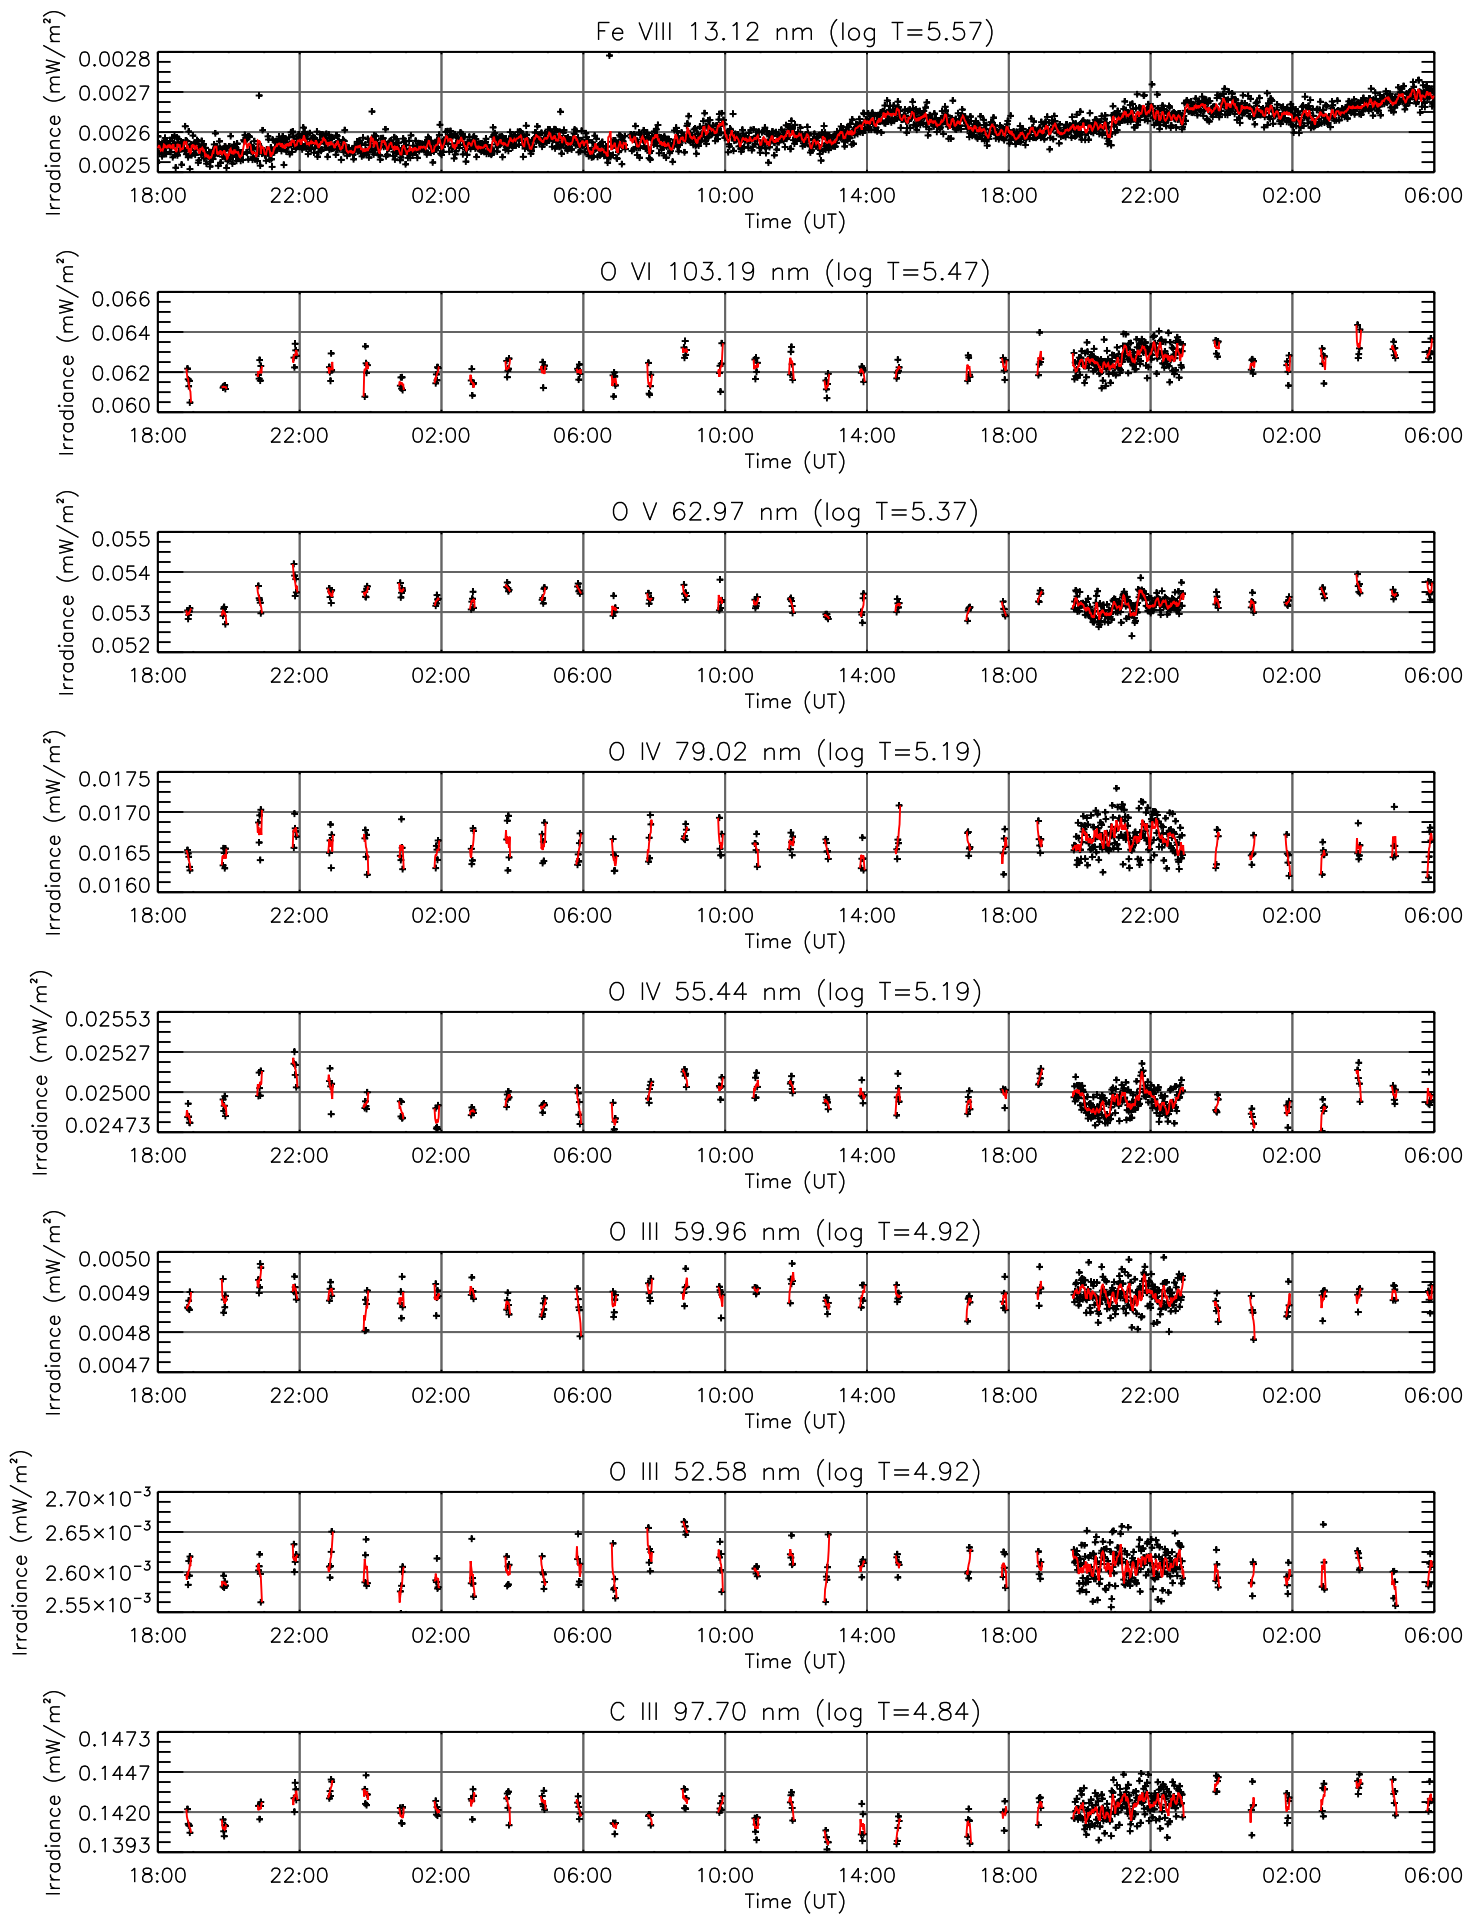 Fe VIII 13.12 nm (log T=5.57)
Irradiance (mW/m²)
0.0028
0.0027
0.0026
0.0025
18:00 22:00 02:00 06:00 10:00 14:00 18:00 22:00 02:00 06:00
Time (UT)
O VI 103.19 nm (log T=5.47)
Irradiance (mW/m²)
0.066
0.064
0.062
0.060
18:00 22:00 02:00 06:00 10:00 14:00 18:00 22:00 02:00 06:00
Time (UT)
O V 62.97 nm (log T=5.37)
Irradiance (mW/m²)
0.055
0.054
0.053
0.052
18:00 22:00 02:00 06:00 10:00 14:00 18:00 22:00 02:00 06:00
Time (UT)
O IV 79.02 nm (log T=5.19)
Irradiance (mW/m²)
0.0175
0.0170
0.0165
0.0160
18:00 22:00 02:00 06:00 10:00 14:00 18:00 22:00 02:00 06:00
Time (UT)
O IV 55.44 nm (log T=5.19)
Irradiance (mW/m²)
0.02553
0.02527
0.02500
0.02473
18:00 22:00 02:00 06:00 10:00 14:00 18:00 22:00 02:00 06:00
Time (UT)
O III 59.96 nm (log T=4.92)
Irradiance (mW/m²)
0.0050
0.0049
0.0048
0.0047
18:00 22:00 02:00 06:00 10:00 14:00 18:00 22:00 02:00 06:00
Time (UT)
O III 52.58 nm (log T=4.92)
Irradiance (mW/m²)
2.70×10⁻³
2.65×10⁻³
2.60×10⁻³
2.55×10⁻³
18:00 22:00 02:00 06:00 10:00 14:00 18:00 22:00 02:00 06:00
Time (UT)
C III 97.70 nm (log T=4.84)
Irradiance (mW/m²)
0.1473
0.1447
0.1420
0.1393
18:00 22:00 02:00 06:00 10:00 14:00 18:00 22:00 02:00 06:00
Time (UT)